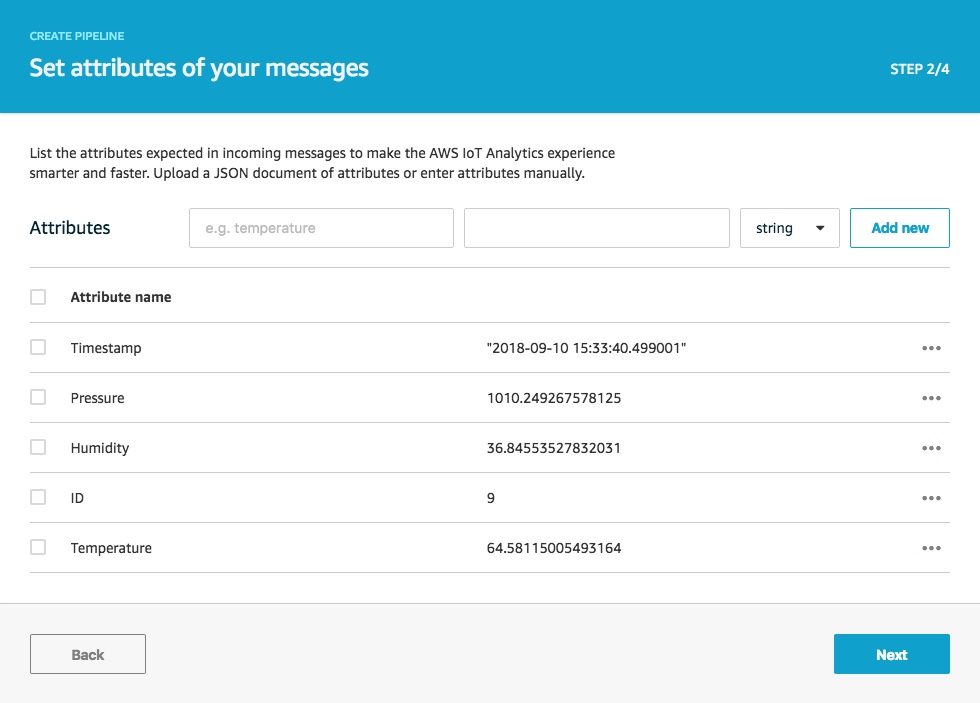 CREATE PIPELINE
Set attributes of your messages
STEP 2/4
List the attributes expected in incoming messages to make the AWS IoT Analytics experience
smarter and faster. Upload a JSON document of attributes or enter attributes manually.
Attributes
e.g. temperature
string
Add new
Attribute name
Timestamp "2018-09-10 15:33:40.499001"
Pressure 1010.249267578125
Humidity 36.84553527832031
ID 9
Temperature 64.58115005493164
Back
Next